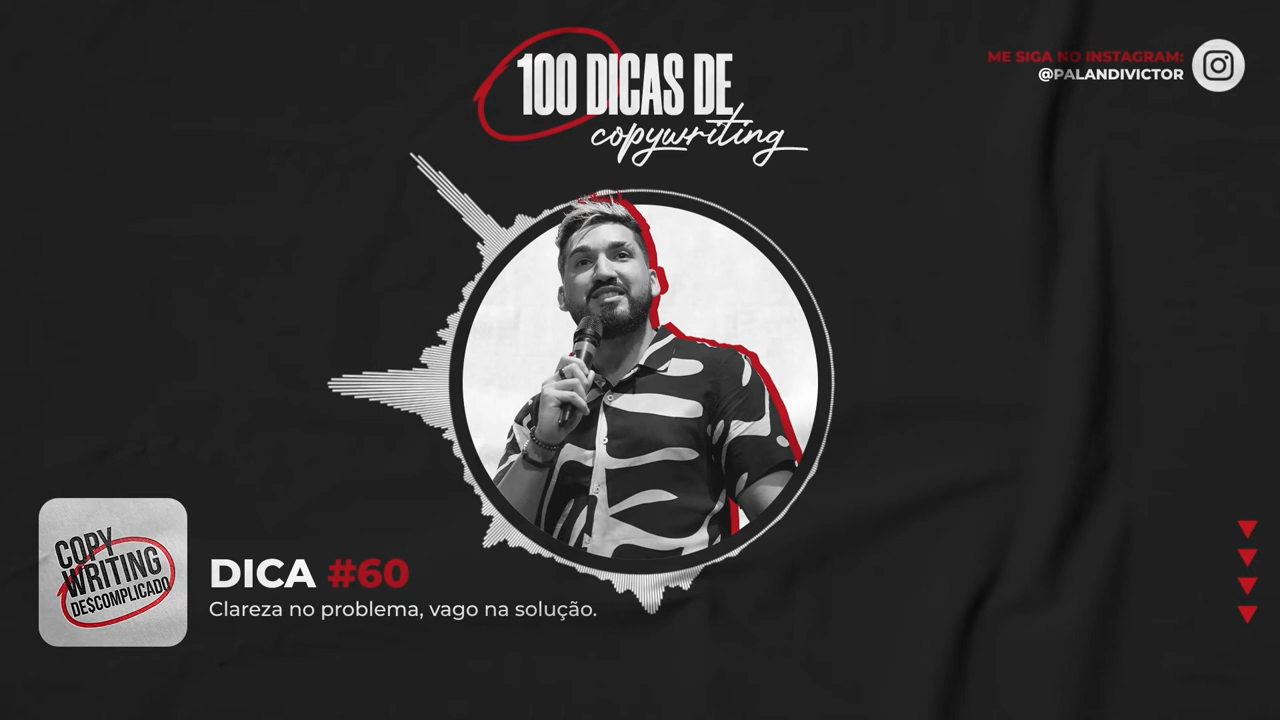 100 DICAS DE
copywriting
ME SIGA NO INSTAGRAM:
@PALANDIVICTOR
COPY
WRITING
DESCOMPLICADO
DICA #60
Clareza no problema, vago na solução.